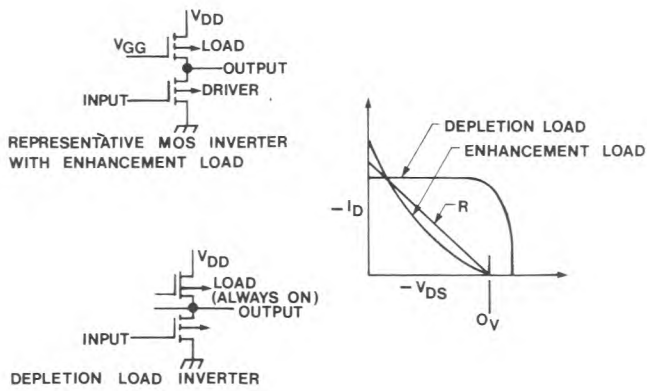 VDD
VGG
LOAD
OUTPUT
INPUT
DRIVER
REPRESENTATIVE MOS INVERTER
WITH ENHANCEMENT LOAD
VDD
LOAD
(ALWAYS ON)
OUTPUT
INPUT
DEPLETION LOAD INVERTER
DEPLETION LOAD
ENHANCEMENT LOAD
R
-ID
-VDS
OV